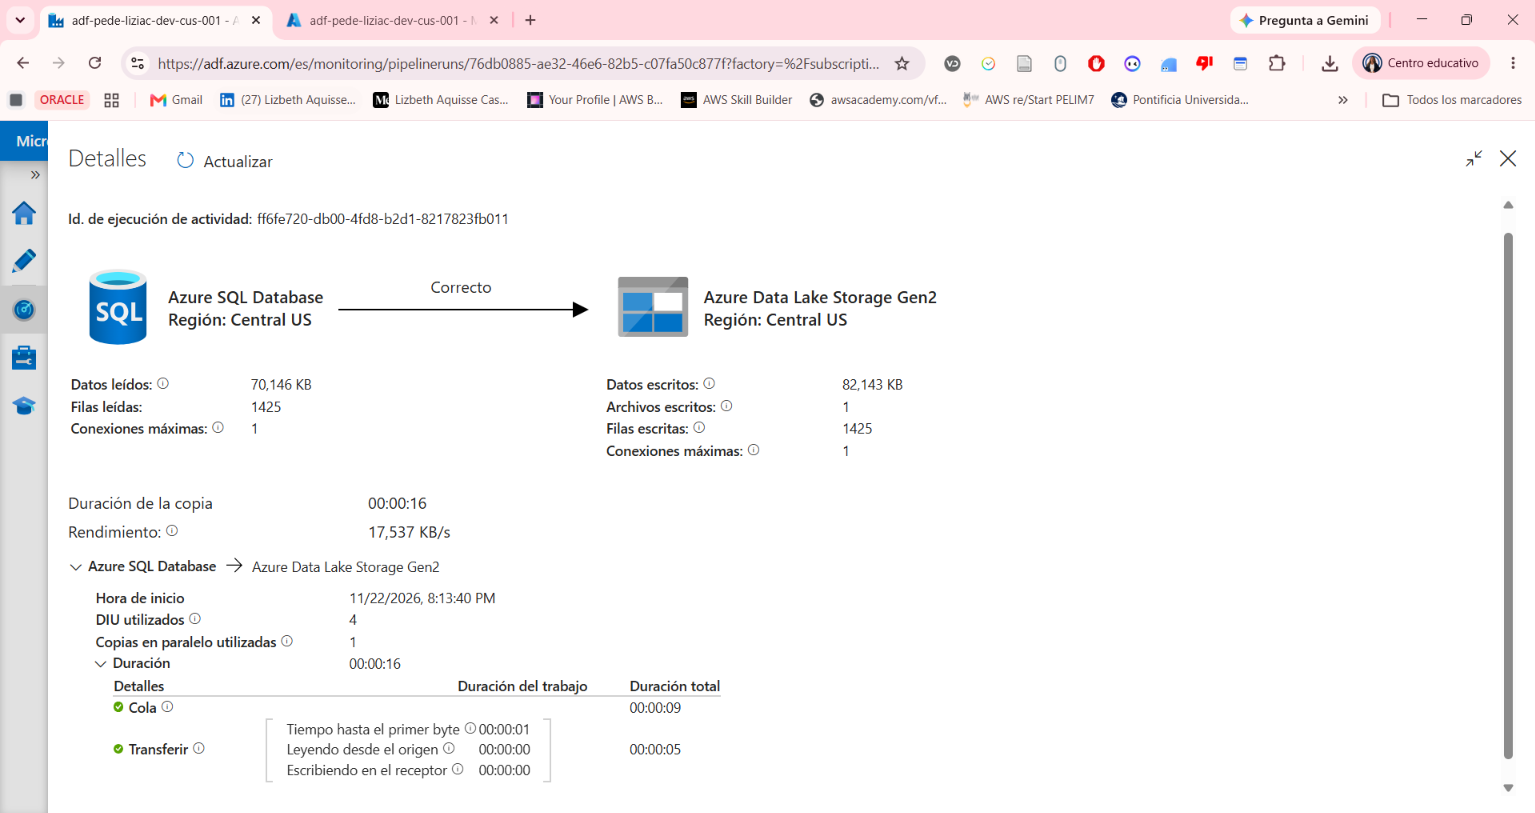 adf-pede-liziac-dev-cus-001 - A
adf-pede-liziac-dev-cus-001 - M
Pregunta a Gemini
https://adf.azure.com/es/monitoring/pipelineruns/76db0885-ae32-46e6-82b5-c07fa50c877f?factory=%2Fsubscripti...
Centro educativo
ORACLE
Gmail
(27) Lizbeth Aquisse...
Lizbeth Aquisse Cas...
Your Profile | AWS B...
AWS Skill Builder
awsacademy.com/vf...
AWS re/Start PELIM7
Pontificia Universida...
Todos los marcadores
Micr
Detalles
Actualizar
Id. de ejecución de actividad: ff6fe720-db00-4fd8-b2d1-8217823fb011
SQL
Azure SQL Database
Región: Central US
Correcto
Azure Data Lake Storage Gen2
Región: Central US
Datos leídos: 70,146 KB
Filas leídas: 1425
Conexiones máximas: 1
Datos escritos: 82,143 KB
Archivos escritos: 1
Filas escritas: 1425
Conexiones máximas: 1
Duración de la copia 00:00:16
Rendimiento: 17,537 KB/s
Azure SQL Database → Azure Data Lake Storage Gen2
Hora de inicio 11/22/2026, 8:13:40 PM
DIU utilizados 4
Copias en paralelo utilizadas 1
Duración 00:00:16
Detalles Duración del trabajo Duración total
Cola 00:00:09
Tiempo hasta el primer byte 00:00:01
Transferir Leyendo desde el origen 00:00:00 00:00:05
Escribiendo en el receptor 00:00:00